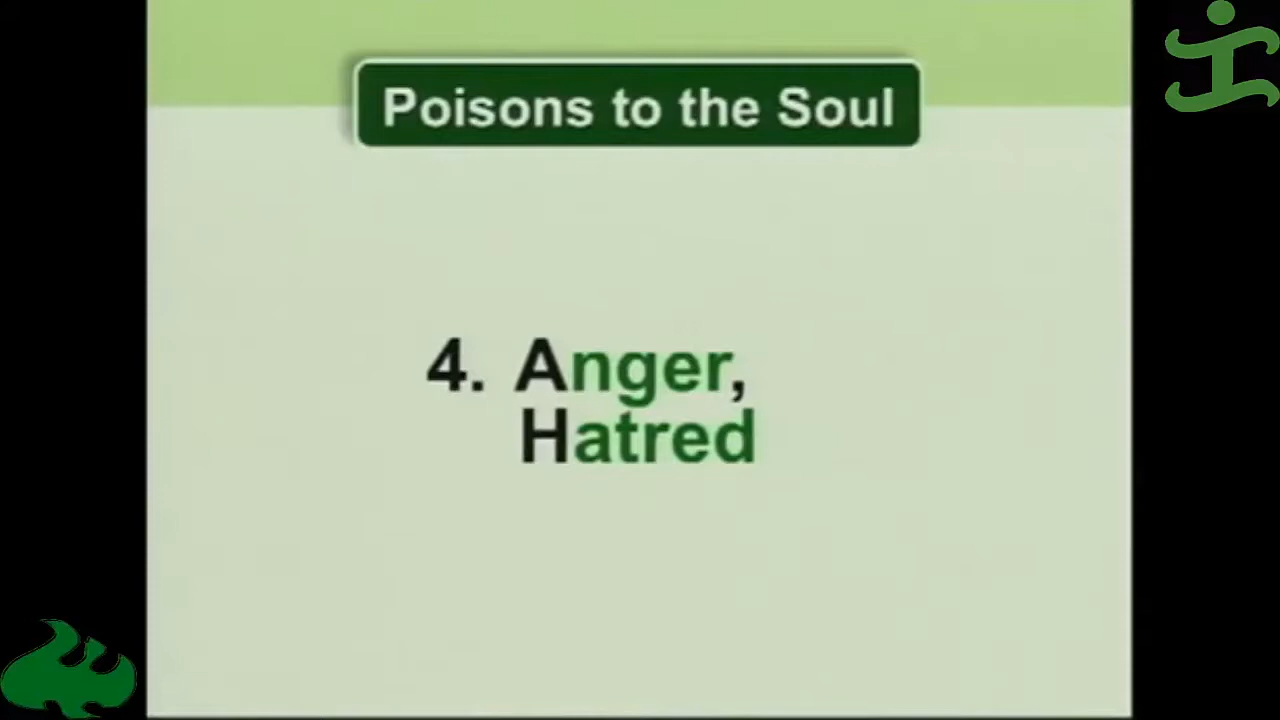 Poisons to the Soul
4. Anger,
Hatred